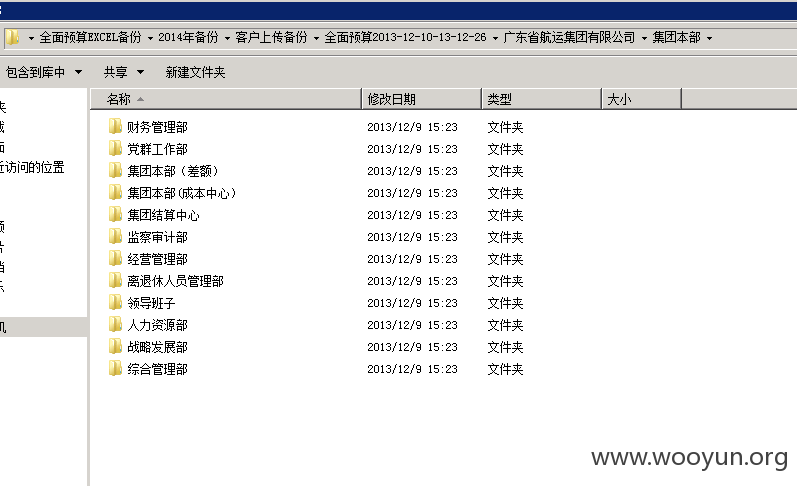 全面预算EXCEL备份 2014年备份 客户上传备份 全面预算2013-12-10-13-12-26 广东省航运集团有限公司 集团本部
包含到库中 共享 新建文件夹
名称 修改日期 类型 大小
财务管理部 2013/12/9 15:23 文件夹
党群工作部 2013/12/9 15:23 文件夹
集团本部（差额） 2013/12/9 15:23 文件夹
集团本部(成本中心) 2013/12/9 15:23 文件夹
集团结算中心 2013/12/9 15:23 文件夹
监察审计部 2013/12/9 15:23 文件夹
经营管理部 2013/12/9 15:23 文件夹
离退休人员管理部 2013/12/9 15:23 文件夹
领导班子 2013/12/9 15:23 文件夹
人力资源部 2013/12/9 15:23 文件夹
战略发展部 2013/12/9 15:23 文件夹
综合管理部 2013/12/9 15:23 文件夹
夹
面
近访问的位置
频
片
档
乐
机
www.wooyun.org